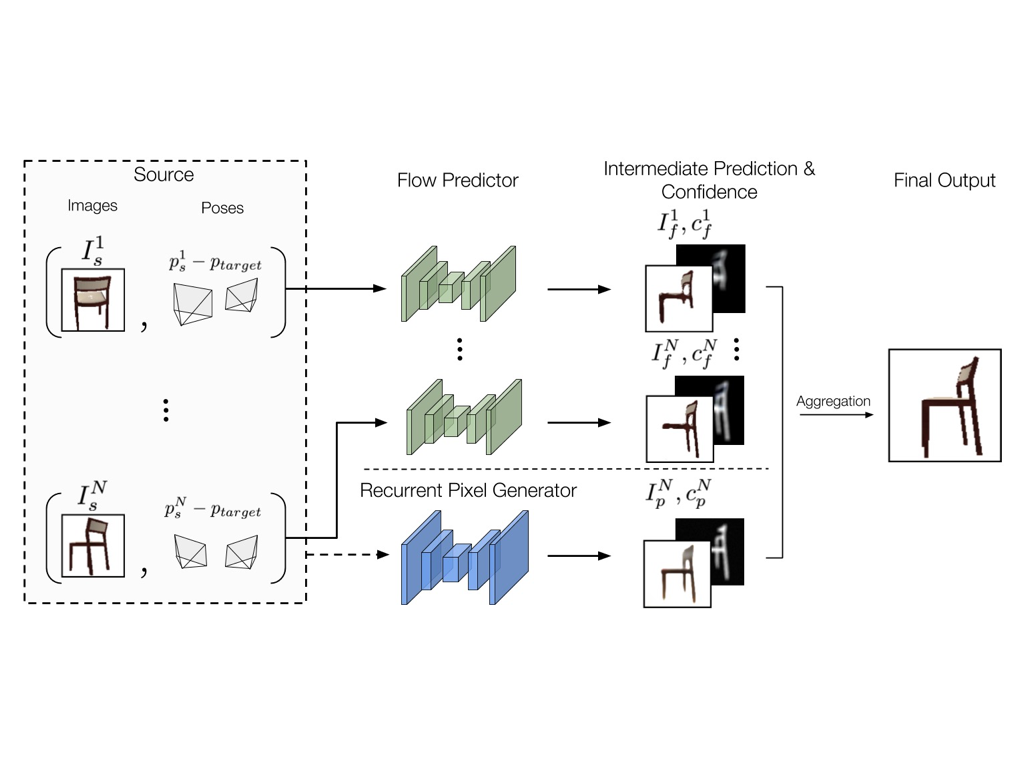 Source
Images
Poses
I_s^1
p_s^1 − p_{target}
,
I_s^N
p_s^N − p_{target}
,
Flow Predictor
Recurrent Pixel Generator
Intermediate Prediction &
Confidence
I_f^1, c_f^1
I_f^N, c_f^N
I_p^N, c_p^N
Aggregation
Final Output